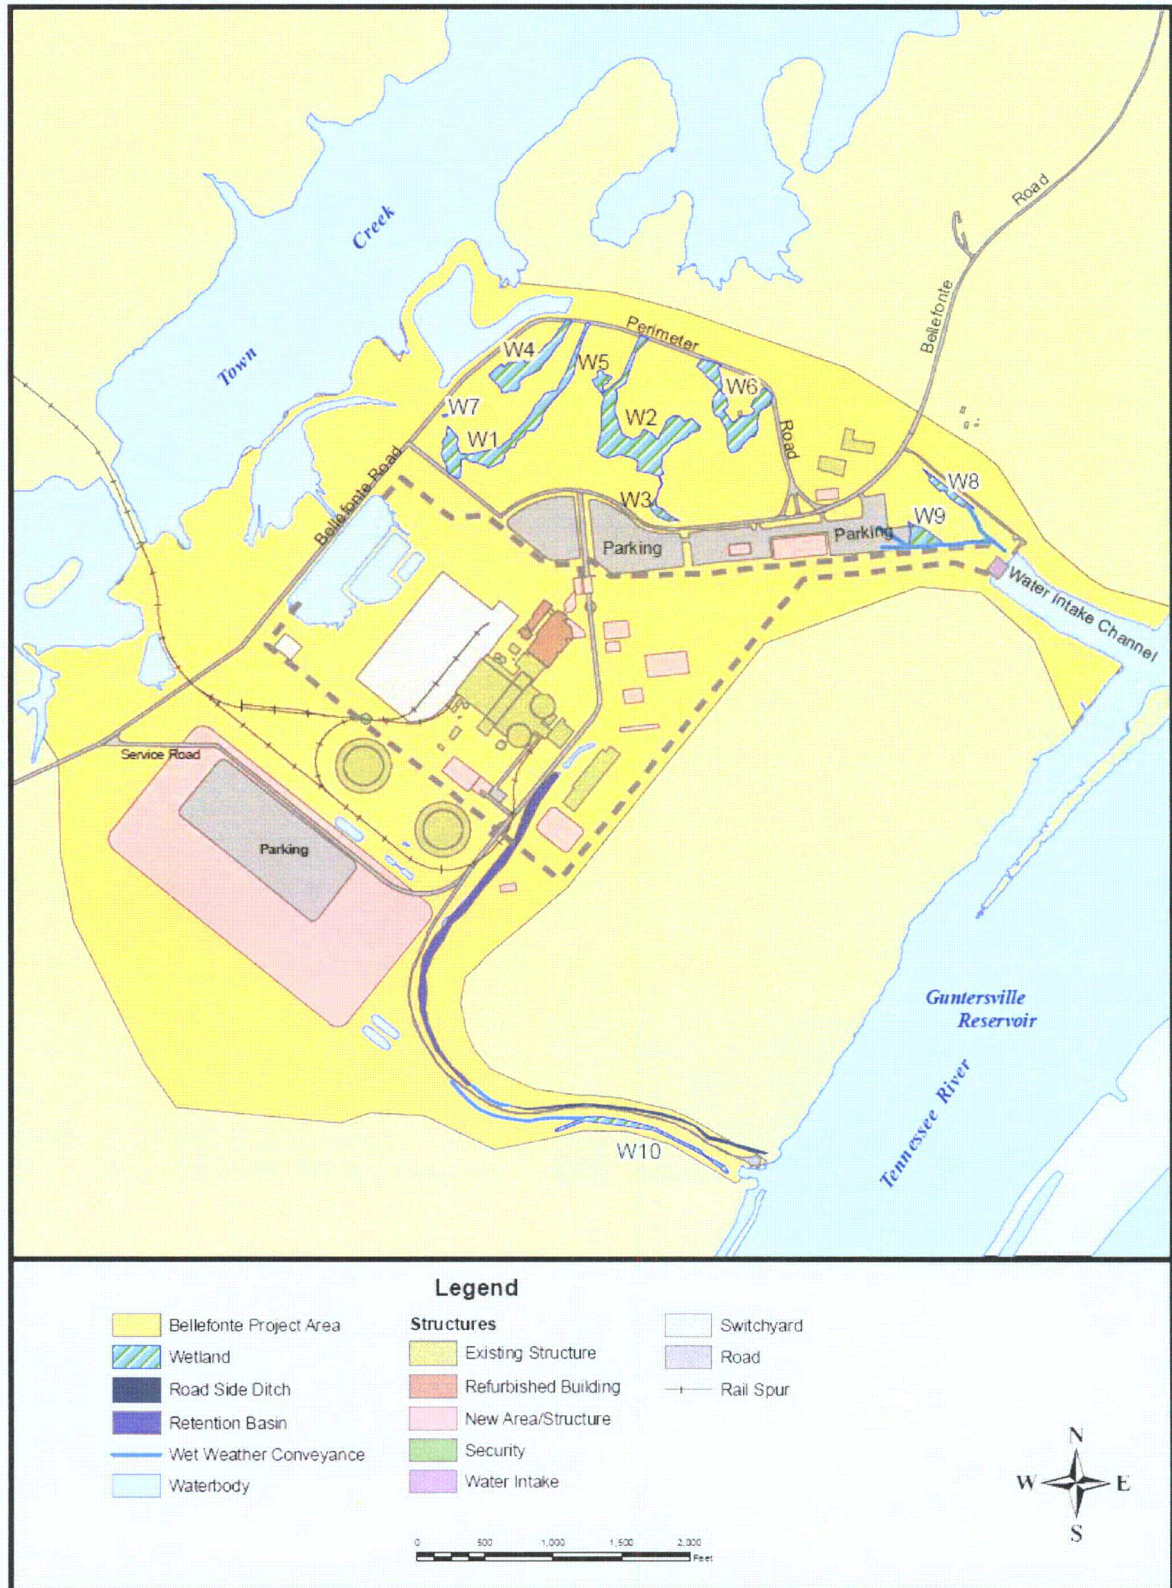 Road
Creek
Bellefonte
Town
Perimeter
W4
W5
W6
W7
W2
W1
Road
Bellefonte Road
W8
W3
W9
Parking
Parking
Water Intake Channel
Service Road
Parking
Guntersville
Reservoir
Tennessee River
W10
Legend
Bellefonte Project Area
Wetland
Road Side Ditch
Retention Basin
Wet Weather Conveyance
Waterbody
Structures
Existing Structure
Refurbished Building
New Area/Structure
Security
Water Intake
Switchyard
Road
Rail Spur
N
W E
S
0 500 1,000 1,500 2,000
Feet